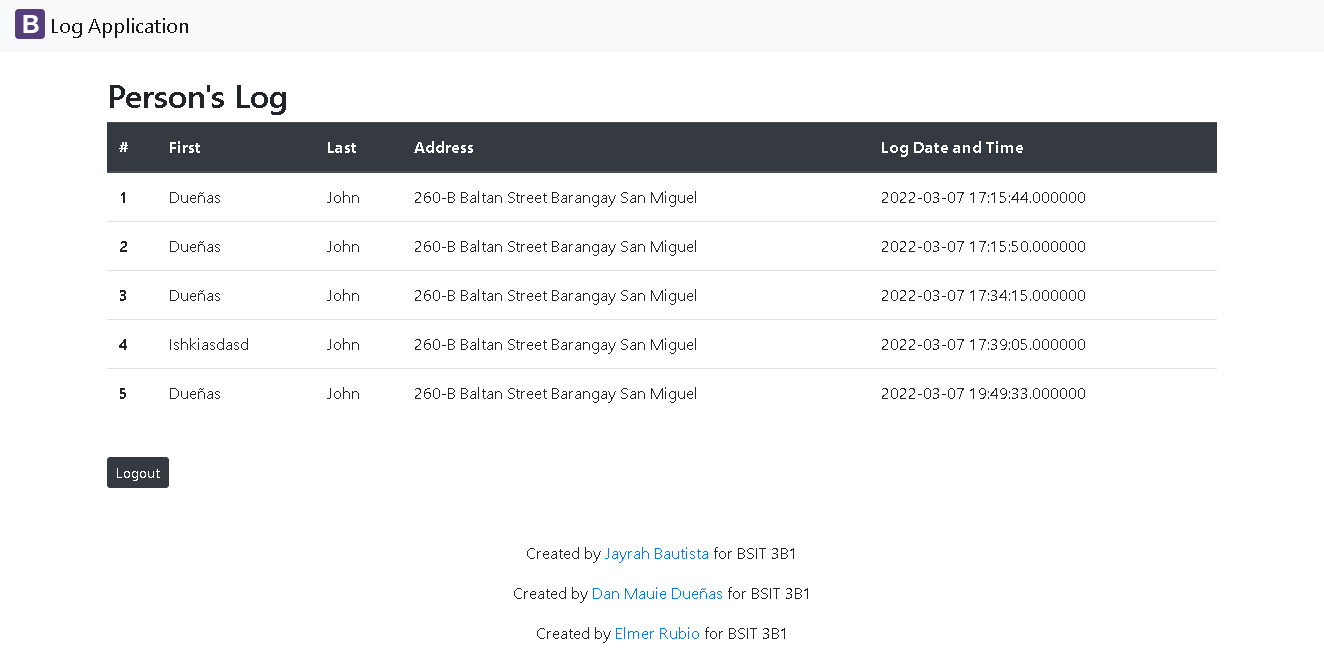 B Log Application
Person's Log
# First Last Address Log Date and Time
1 Dueñas John 260-B Baltan Street Barangay San Miguel 2022-03-07 17:15:44.000000
2 Dueñas John 260-B Baltan Street Barangay San Miguel 2022-03-07 17:15:50.000000
3 Dueñas John 260-B Baltan Street Barangay San Miguel 2022-03-07 17:34:15.000000
4 Ishkiasdasd John 260-B Baltan Street Barangay San Miguel 2022-03-07 17:39:05.000000
5 Dueñas John 260-B Baltan Street Barangay San Miguel 2022-03-07 19:49:33.000000
Logout
Created by Jayrah Bautista for BSIT 3B1
Created by Dan Mauie Dueñas for BSIT 3B1
Created by Elmer Rubio for BSIT 3B1